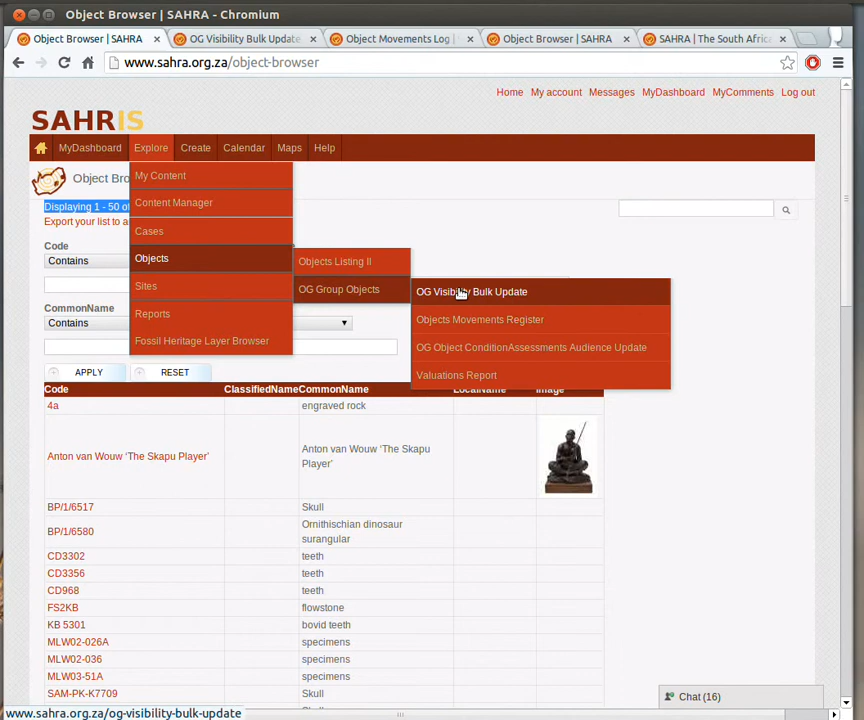 Object Browser | SAHRA - Chromium
Object Browser | SAHRA
OG Visibility Bulk Update
Object Movements Log |
Object Browser | SAHRA
SAHRA | The South Africa
www.sahra.org.za/object-browser
Home My account Messages MyDashboard MyComments Log out
SAHRIS
MyDashboard Explore Create Calendar Maps Help
My Content
Content Manager
Cases
Objects
Sites
Reports
Fossil Heritage Layer Browser
Objects Listing II
OG Group Objects
OG Visibility Bulk Update
Objects Movements Register
OG Object ConditionAssessments Audience Update
Valuations Report
Object Bro
Displaying 1 - 50 of
Export your list to a
Code
Contains
CommonName
Contains
APPLY RESET
Code ClassifiedName CommonName LocalName Image
4a engraved rock
Anton van Wouw ‘The Skapu Player’ Anton van Wouw ‘The Skapu
Player’
BP/1/6517 Skull
BP/1/6580 Ornithischian dinosaur
surangular
CD3302 teeth
CD3356 teeth
CD968 teeth
FS2KB flowstone
KB 5301 bovid teeth
MLW02-026A specimens
MLW02-036 specimens
MLW03-51A specimens
SAM-PK-K7709 Skull
Chat (16)
www.sahra.org.za/og-visibility-bulk-update